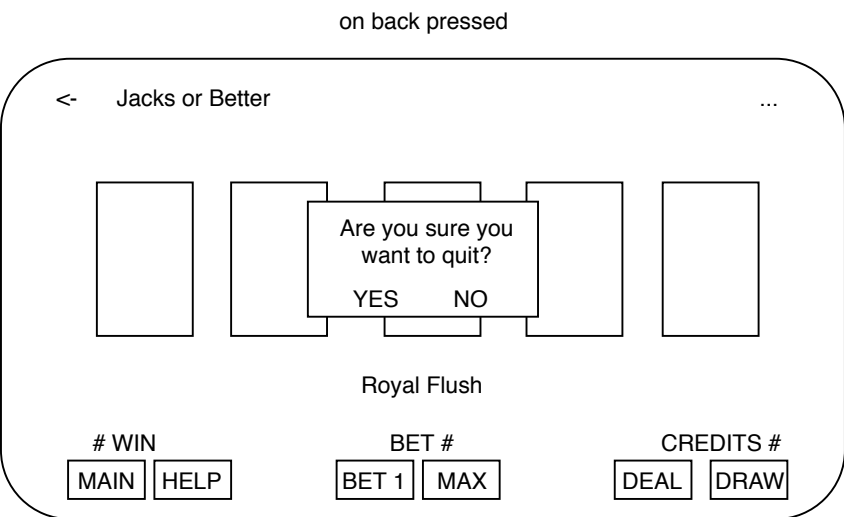 on back pressed
<- Jacks or Better ...
Are you sure you
want to quit?
YES NO
Royal Flush
# WIN BET # CREDITS #
MAIN HELP BET 1 MAX DEAL DRAW